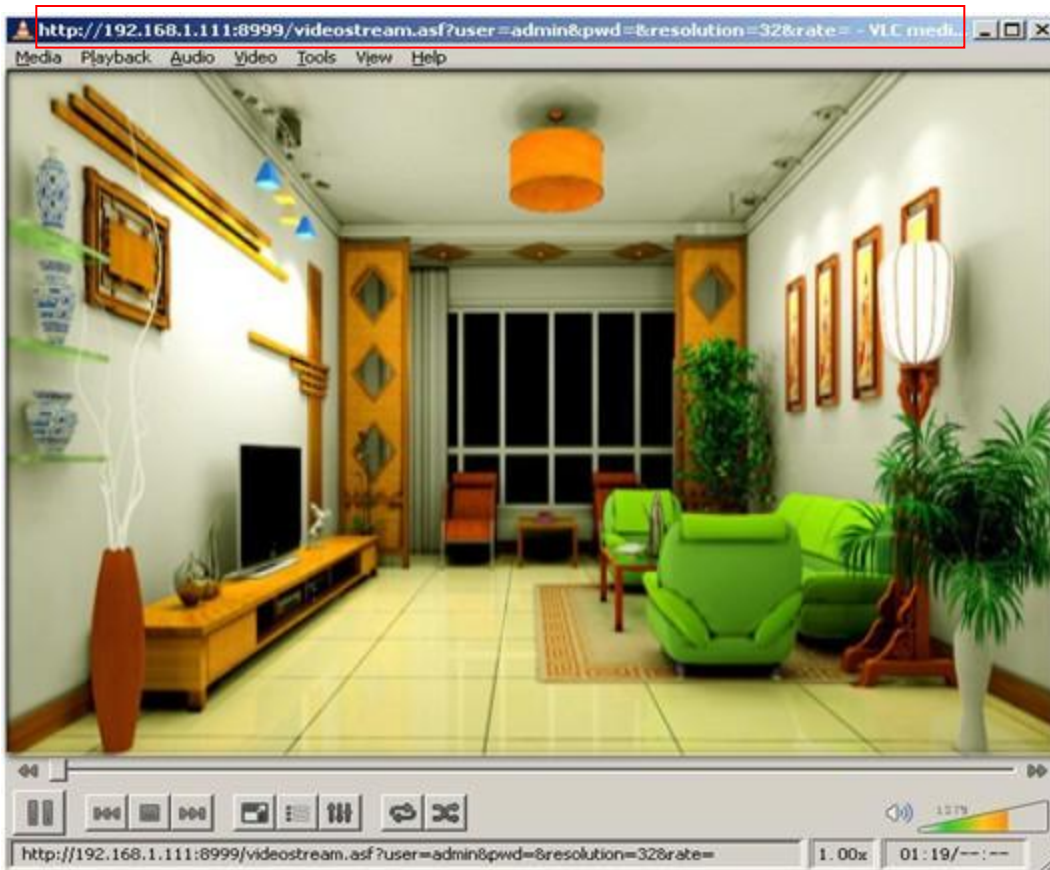 http://192.168.1.111:8999/videostream.asf?user=admin&pwd=&resolution=32&rate= - VLC medi...
Media Playback Audio Video Tools View Help
http://192.168.1.111:8999/videostream.asf?user=admin&pwd=&resolution=32&rate= 1.00x 01:19/--:--